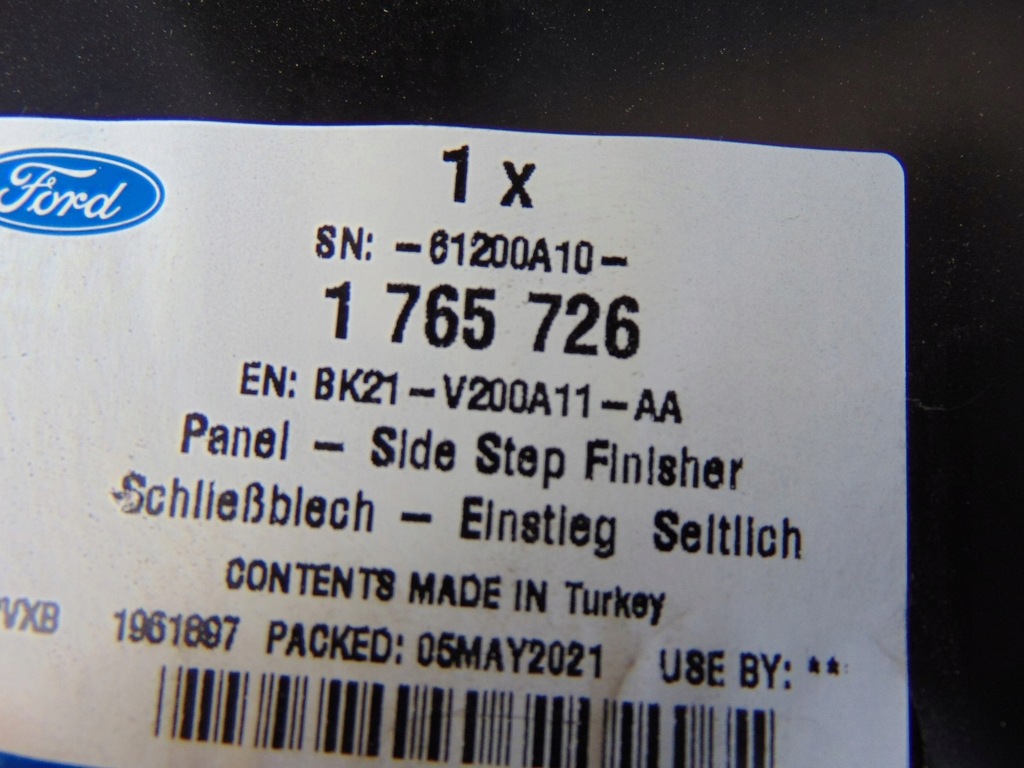 Ford
1 x
SN: -61200A10-
1 765 726
EN: BK21-V200A11-AA
Panel - Side Step Finisher
Schließblech - Einstieg Seitlich
CONTENTS MADE IN Turkey
VXB 1961897 PACKED: 05MAY2021 USE BY: **